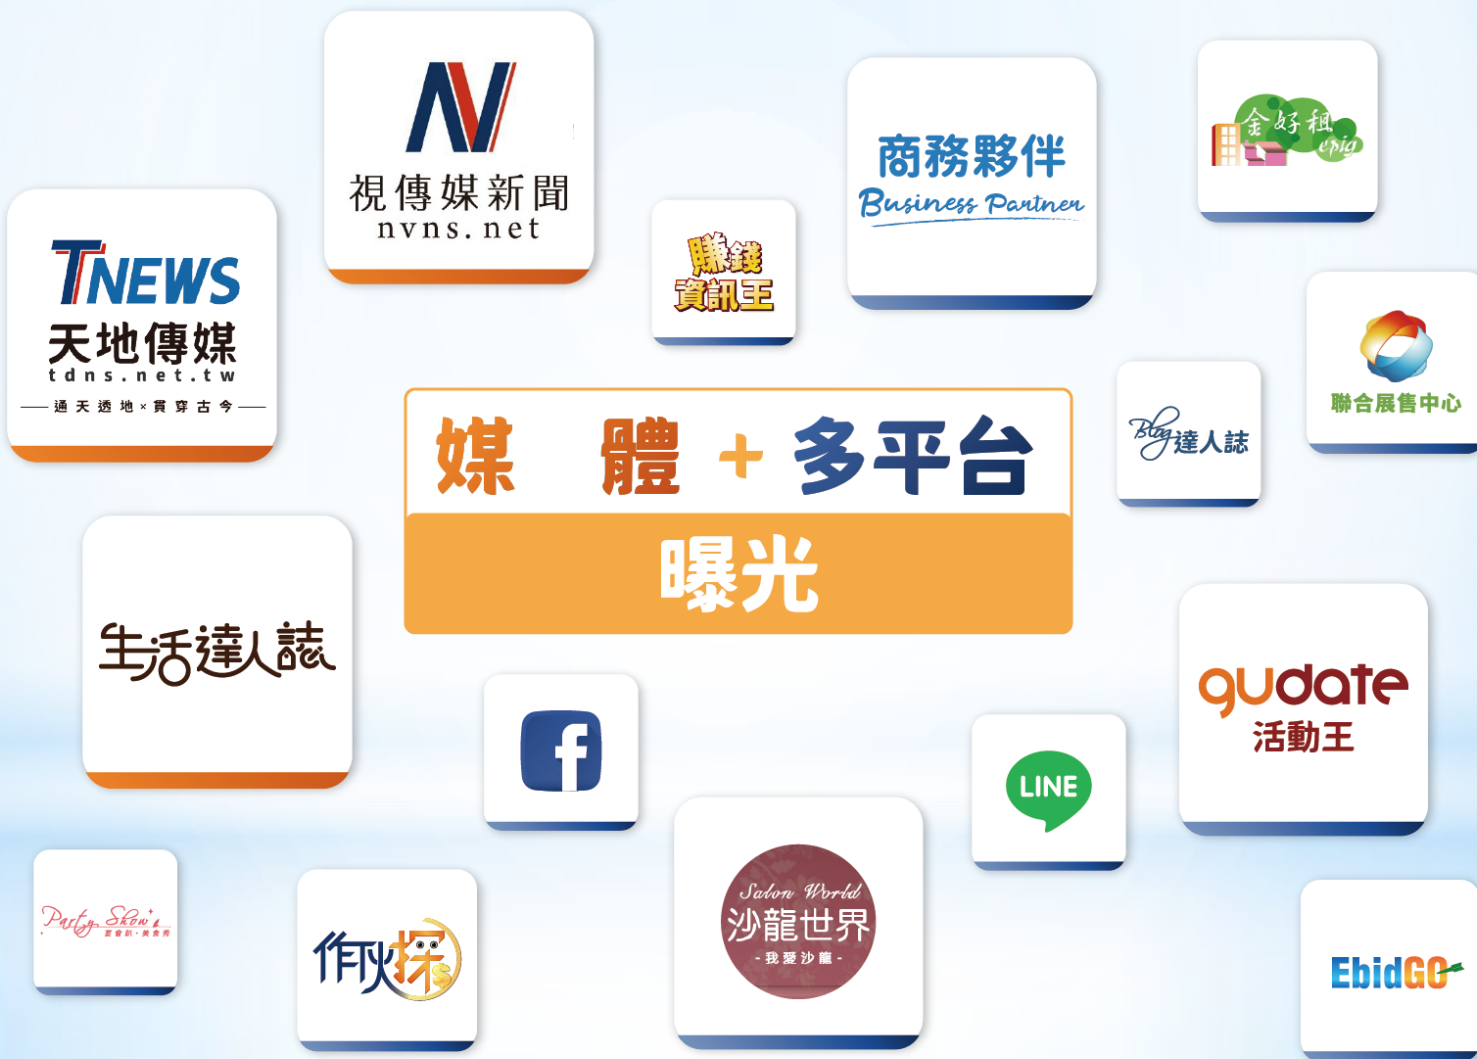 視傳媒新聞
nvns.net
商務夥伴
Business Partner
金好租
epig
TNEWS
天地傳媒
tdns.net.tw
通天透地×貫穿古今
賺錢
資訊王
聯合展售中心
Blog達人誌
媒 體 + 多平台
曝光
生活達人誌
gudate
活動王
f
LINE
Party Show
Salon World
沙龍世界
-我愛沙龍-
作伙探
$
EbidGO